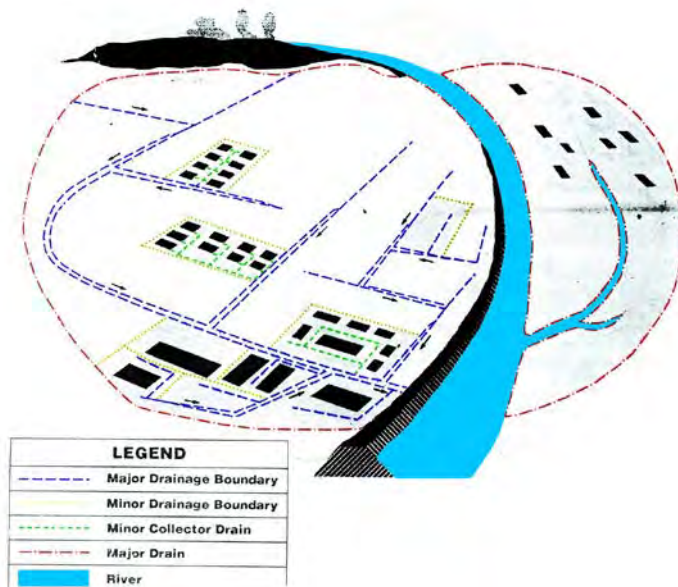 LEGEND
Major Drainage Boundary
Minor Drainage Boundary
Minor Collector Drain
Major Drain
River